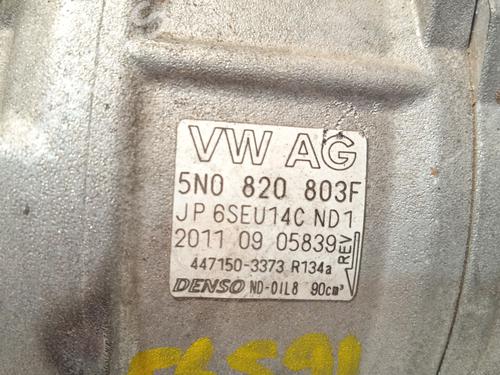 VW AG
5N0 820 803F
JP 6SEU14C ND1
2011 09 05839
REV
447150-3373 R134a
DENSO ND-OIL8 90cm³